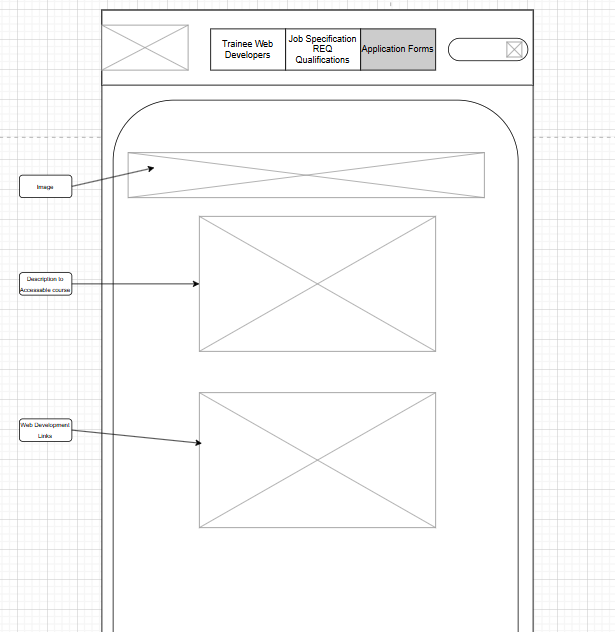 Trainee Web
Developers
Job Specification
REQ
Qualifications
Application Forms
Image
Description to
Accessable course
Web Development
Links